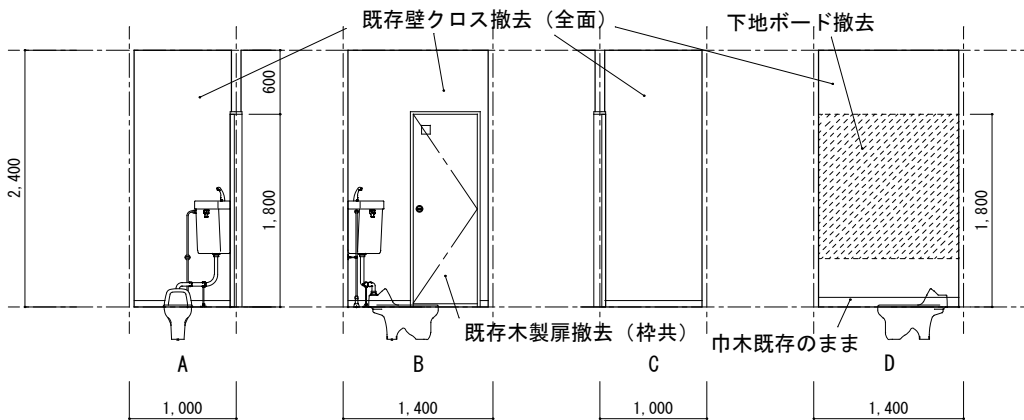 既存壁クロス撤去（全面）
下地ボード撤去
600
2,400
1,800
1,800
既存木製扉撤去（枠共）
巾木既存のまま
A
B
C
D
1,000
1,400
1,000
1,400